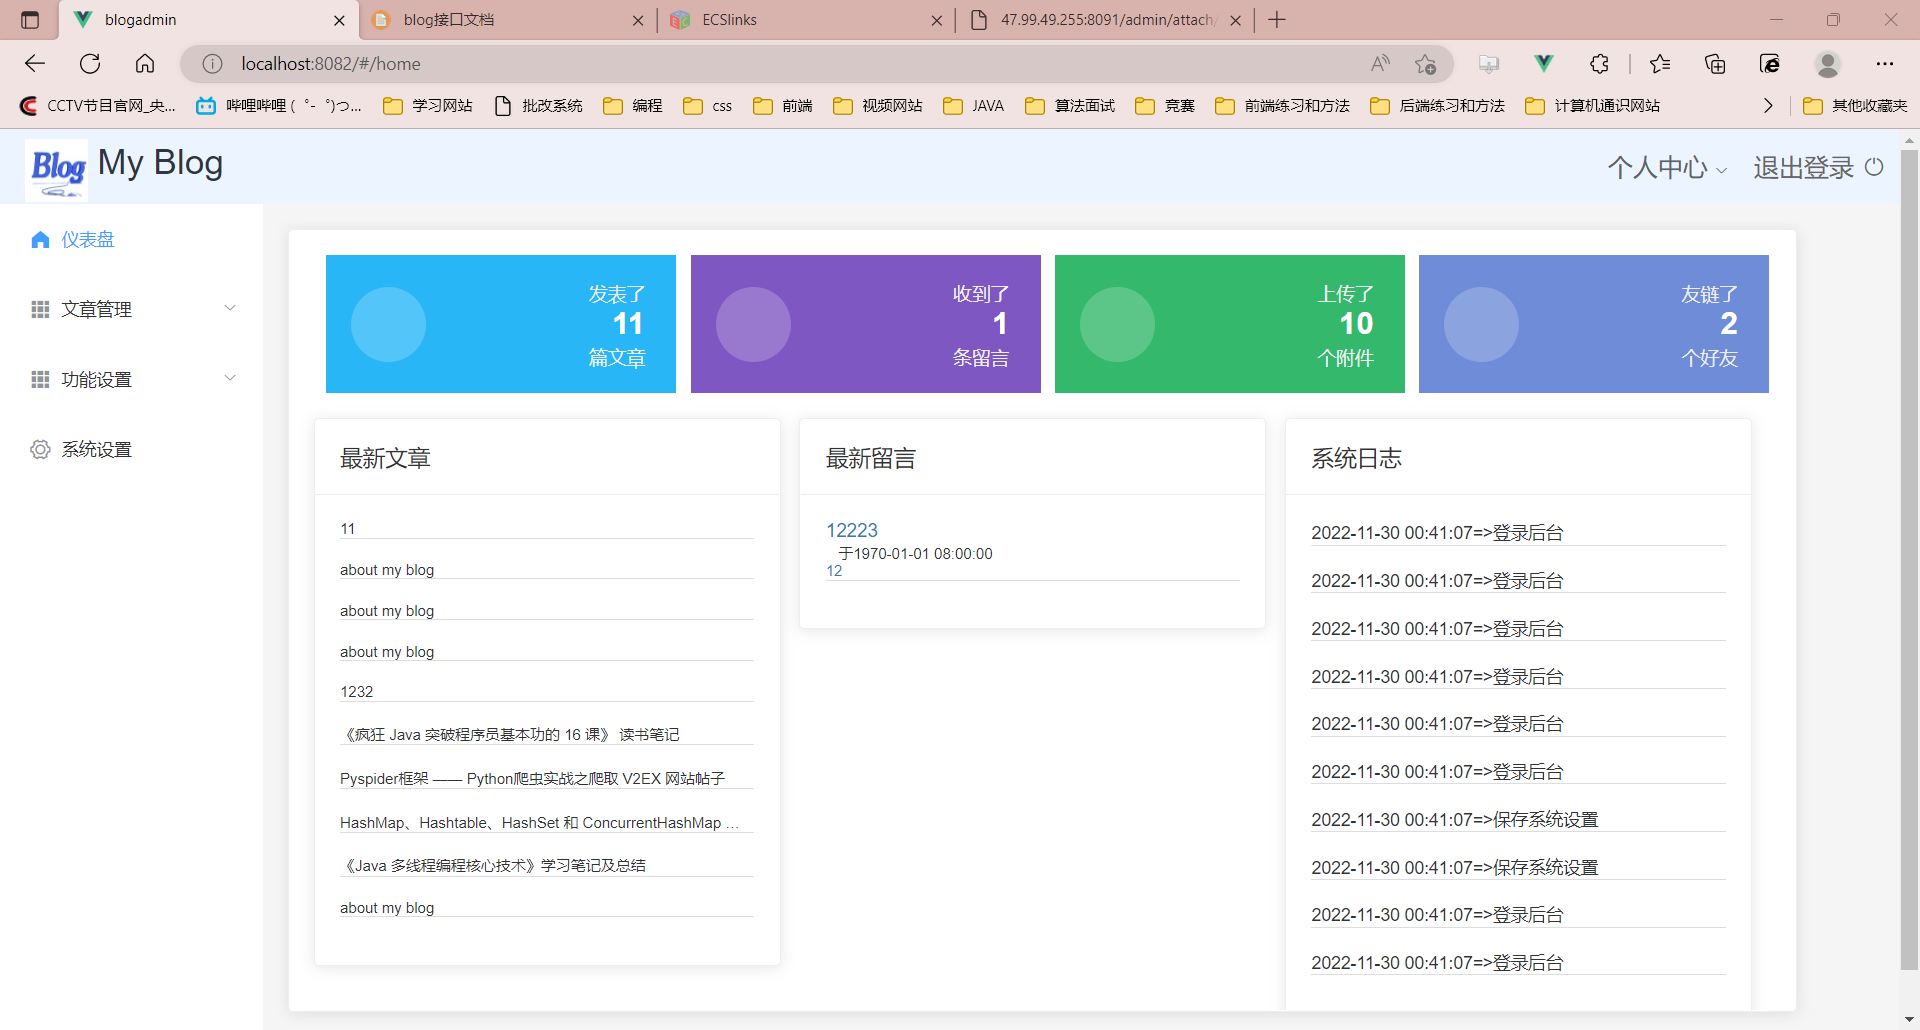 blogadmin
blog接口文档
ECSlinks
47.99.49.255:8091/admin/attach/
localhost:8082/#/home
CCTV节目官网_央...
哔哩哔哩 (゜-゜)つ...
学习网站
批改系统
编程
css
前端
视频网站
JAVA
算法面试
竞赛
前端练习和方法
后端练习和方法
计算机通识网站
其他收藏夹
Blog
My Blog
个人中心
退出登录
仪表盘
文章管理
功能设置
系统设置
发表了
11
篇文章
收到了
1
条留言
上传了
10
个附件
友链了
2
个好友
最新文章
11
about my blog
about my blog
about my blog
1232
《疯狂 Java 突破程序员基本功的 16 课》 读书笔记
Pyspider框架 —— Python爬虫实战之爬取 V2EX 网站帖子
HashMap、Hashtable、HashSet 和 ConcurrentHashMap ...
《Java 多线程编程核心技术》学习笔记及总结
about my blog
最新留言
12223
于1970-01-01 08:00:00
12
系统日志
2022-11-30 00:41:07=>登录后台
2022-11-30 00:41:07=>登录后台
2022-11-30 00:41:07=>登录后台
2022-11-30 00:41:07=>登录后台
2022-11-30 00:41:07=>登录后台
2022-11-30 00:41:07=>登录后台
2022-11-30 00:41:07=>保存系统设置
2022-11-30 00:41:07=>保存系统设置
2022-11-30 00:41:07=>登录后台
2022-11-30 00:41:07=>登录后台